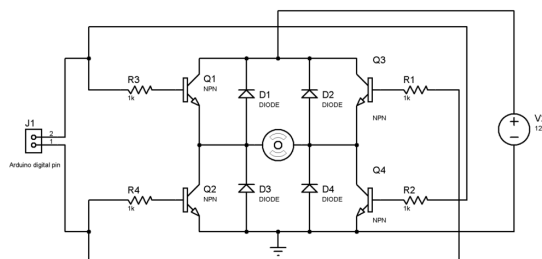 Q3
R3
1k
Q1
NPN
D1
DIODE
D2
DIODE
NPN
R1
1k
J1
2
1
Arduino digital pin
+
−
12
R4
1k
Q2
NPN
D3
DIODE
D4
DIODE
Q4
NPN
R2
1k